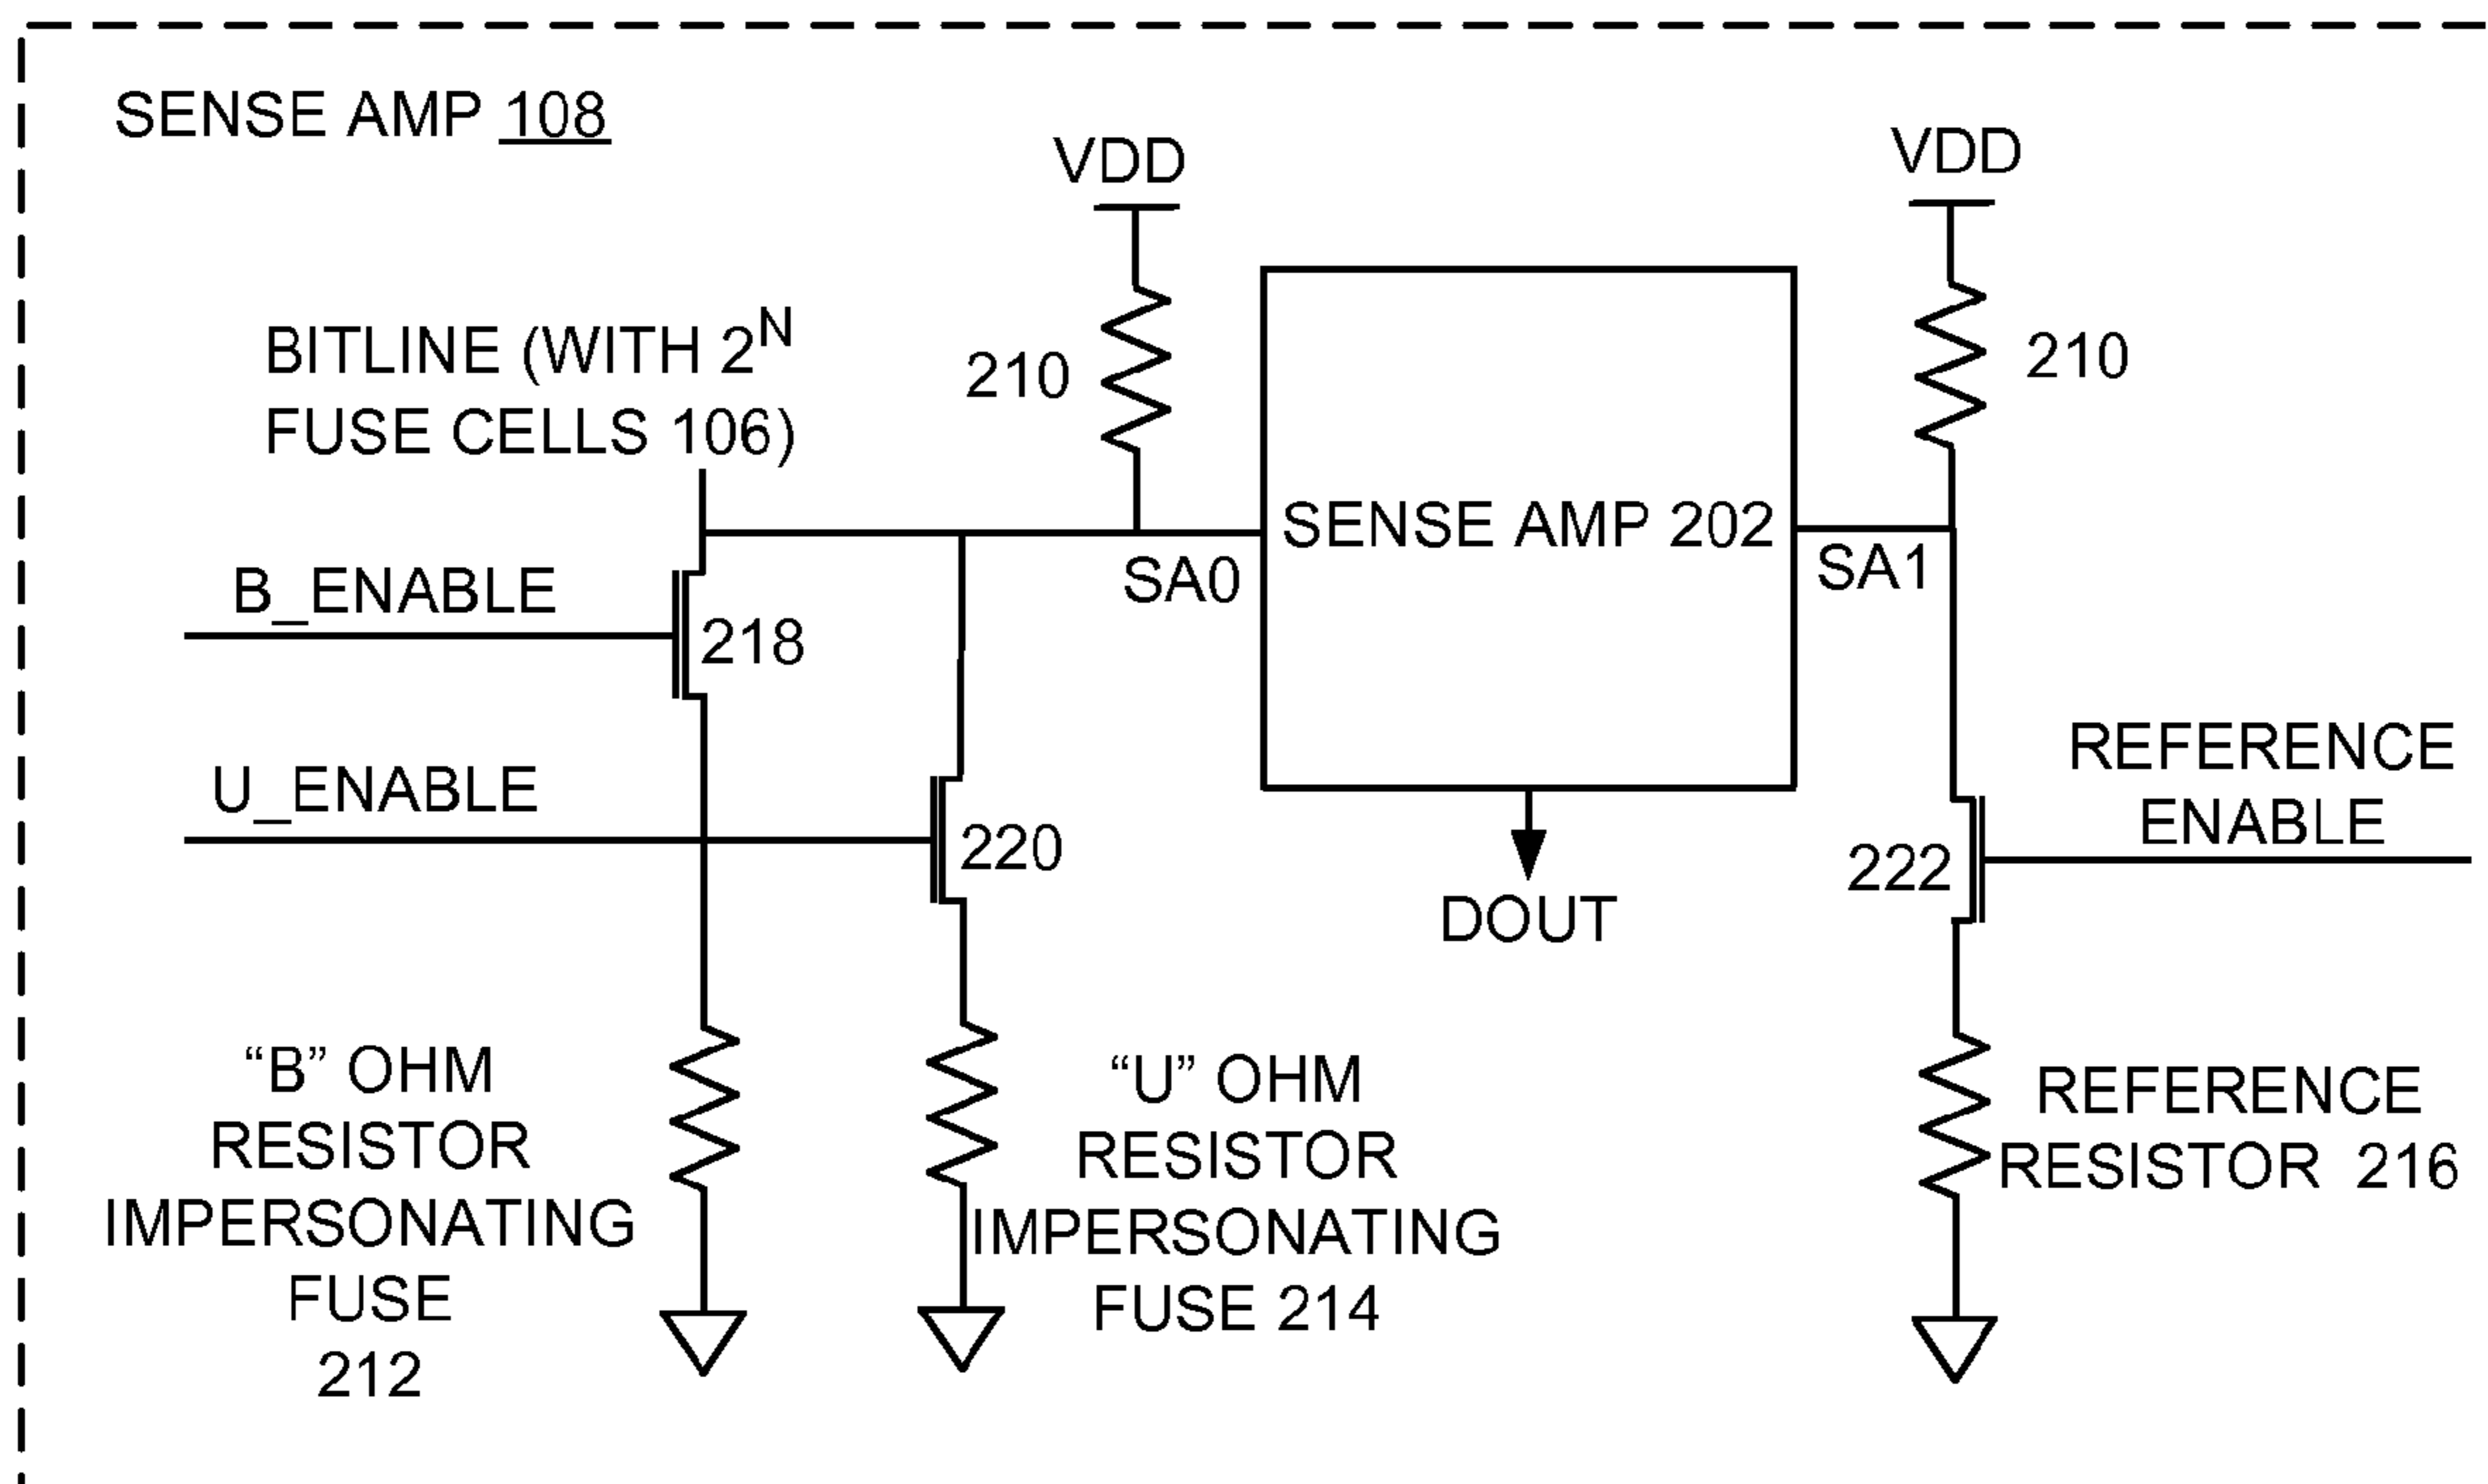 SENSE AMP 108
VDD
VDD
BITLINE (WITH 2^N
FUSE CELLS 106)
210
210
SENSE AMP 202
SA0
SA1
B_ENABLE
218
U_ENABLE
220
REFERENCE
ENABLE
222
DOUT
“B” OHM
RESISTOR
IMPERSONATING
FUSE
212
“U” OHM
RESISTOR
IMPERSONATING
FUSE 214
REFERENCE
RESISTOR 216